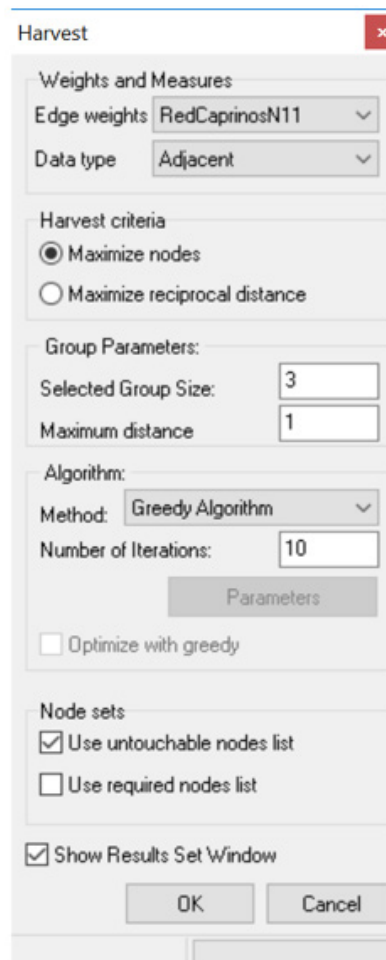 Harvest
Weights and Measures
Edge weights RedCaprinosN11
Data type Adjacent
Harvest criteria
Maximize nodes
Maximize reciprocal distance
Group Parameters:
Selected Group Size: 3
Maximum distance 1
Algorithm:
Method: Greedy Algorithm
Number of Iterations: 10
Parameters
Optimize with greedy
Node sets
Use untouchable nodes list
Use required nodes list
Show Results Set Window
OK Cancel